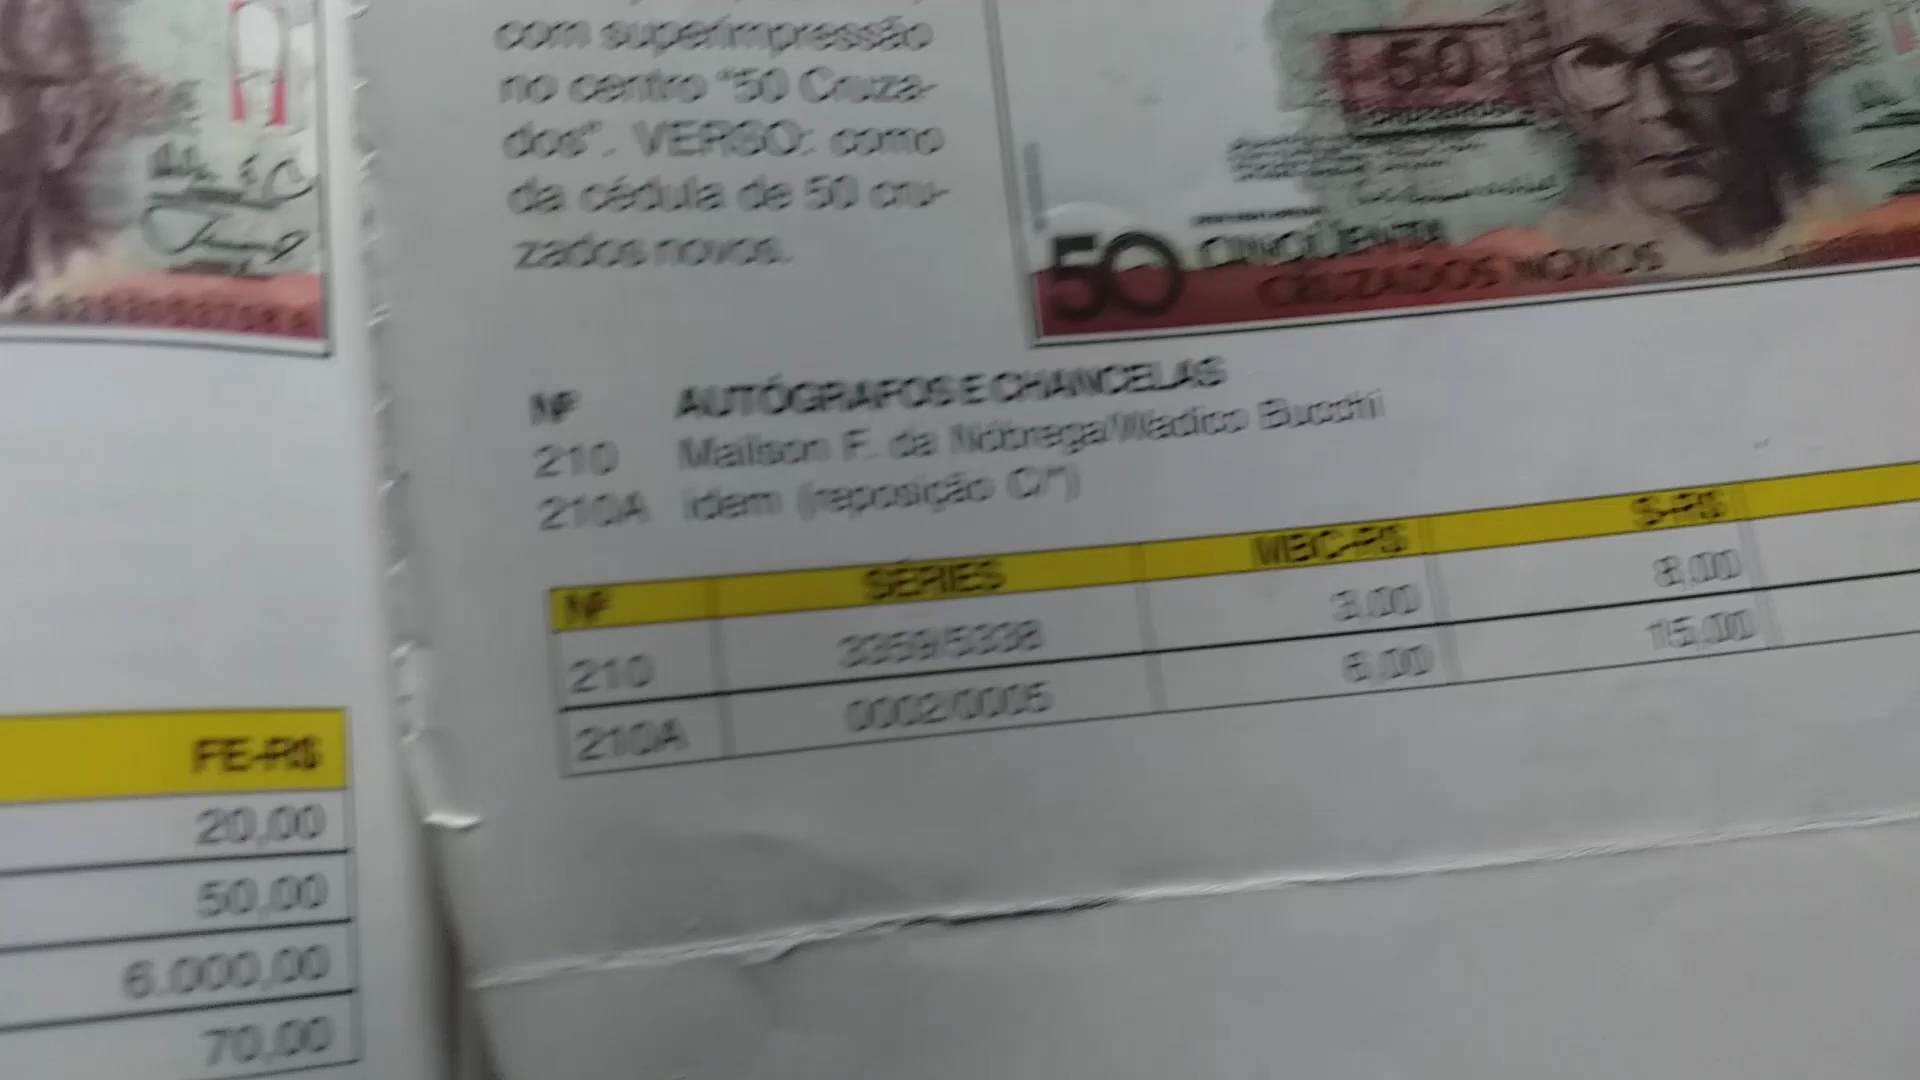 com superimpressão
no centro "50 Cruza-
dos". VERSO: como
da cédula de 50 cru-
zados novos.
50
50
CINQÜENTA
CRUZADOS NOVOS
Nº AUTÓGRAFOS E CHANCELAS
210 Mailson F. da Nóbrega/Wadico Bucchi
210A idem (reposição C/*)
Nº SÉRIES MBC-R$ S-R$
210 3359/5338 3,00 8,00
210A 0002/0005 6,00 15,00
FE-R$
20,00
50,00
6.000,00
70,00